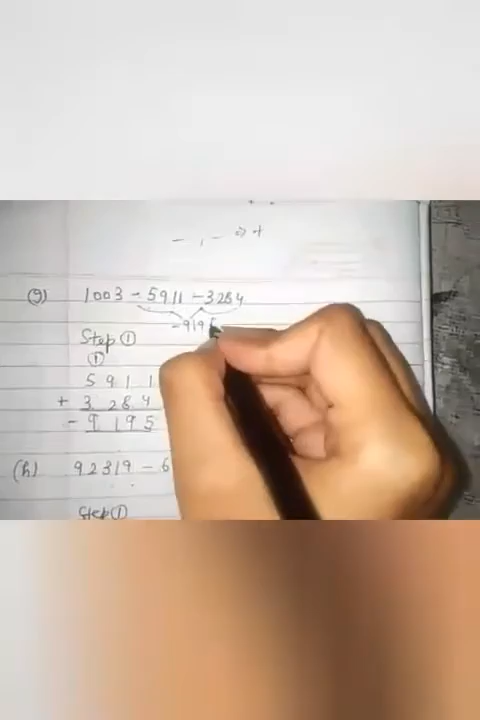 – , – ⇒ +
g) 1003 – 5911 – 3284
– 919
Step ①
①
5 9 1 1
+ 3 2 8 4
– 9 1 9 5
(h) 92319 – 6
Step ①